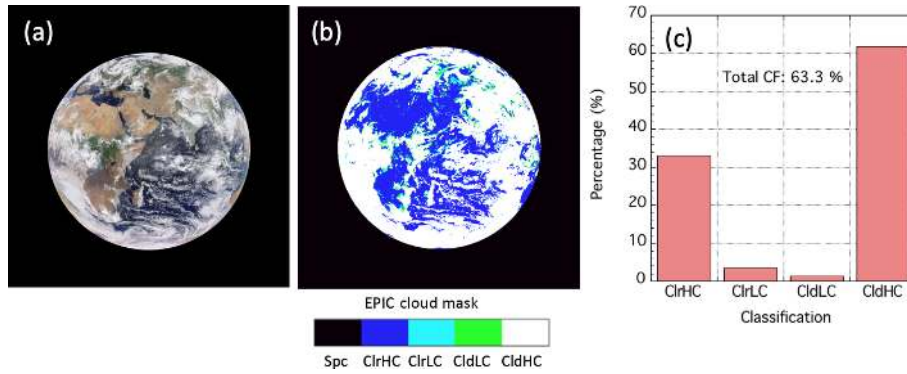 (a)
(b)
EPIC cloud mask
Spc ClrHC ClrLC CldLC CldHC
(c)
Total CF: 63.3 %
Percentage (%)
70
60
50
40
30
20
10
0
ClrHC ClrLC CldLC CldHC
Classification